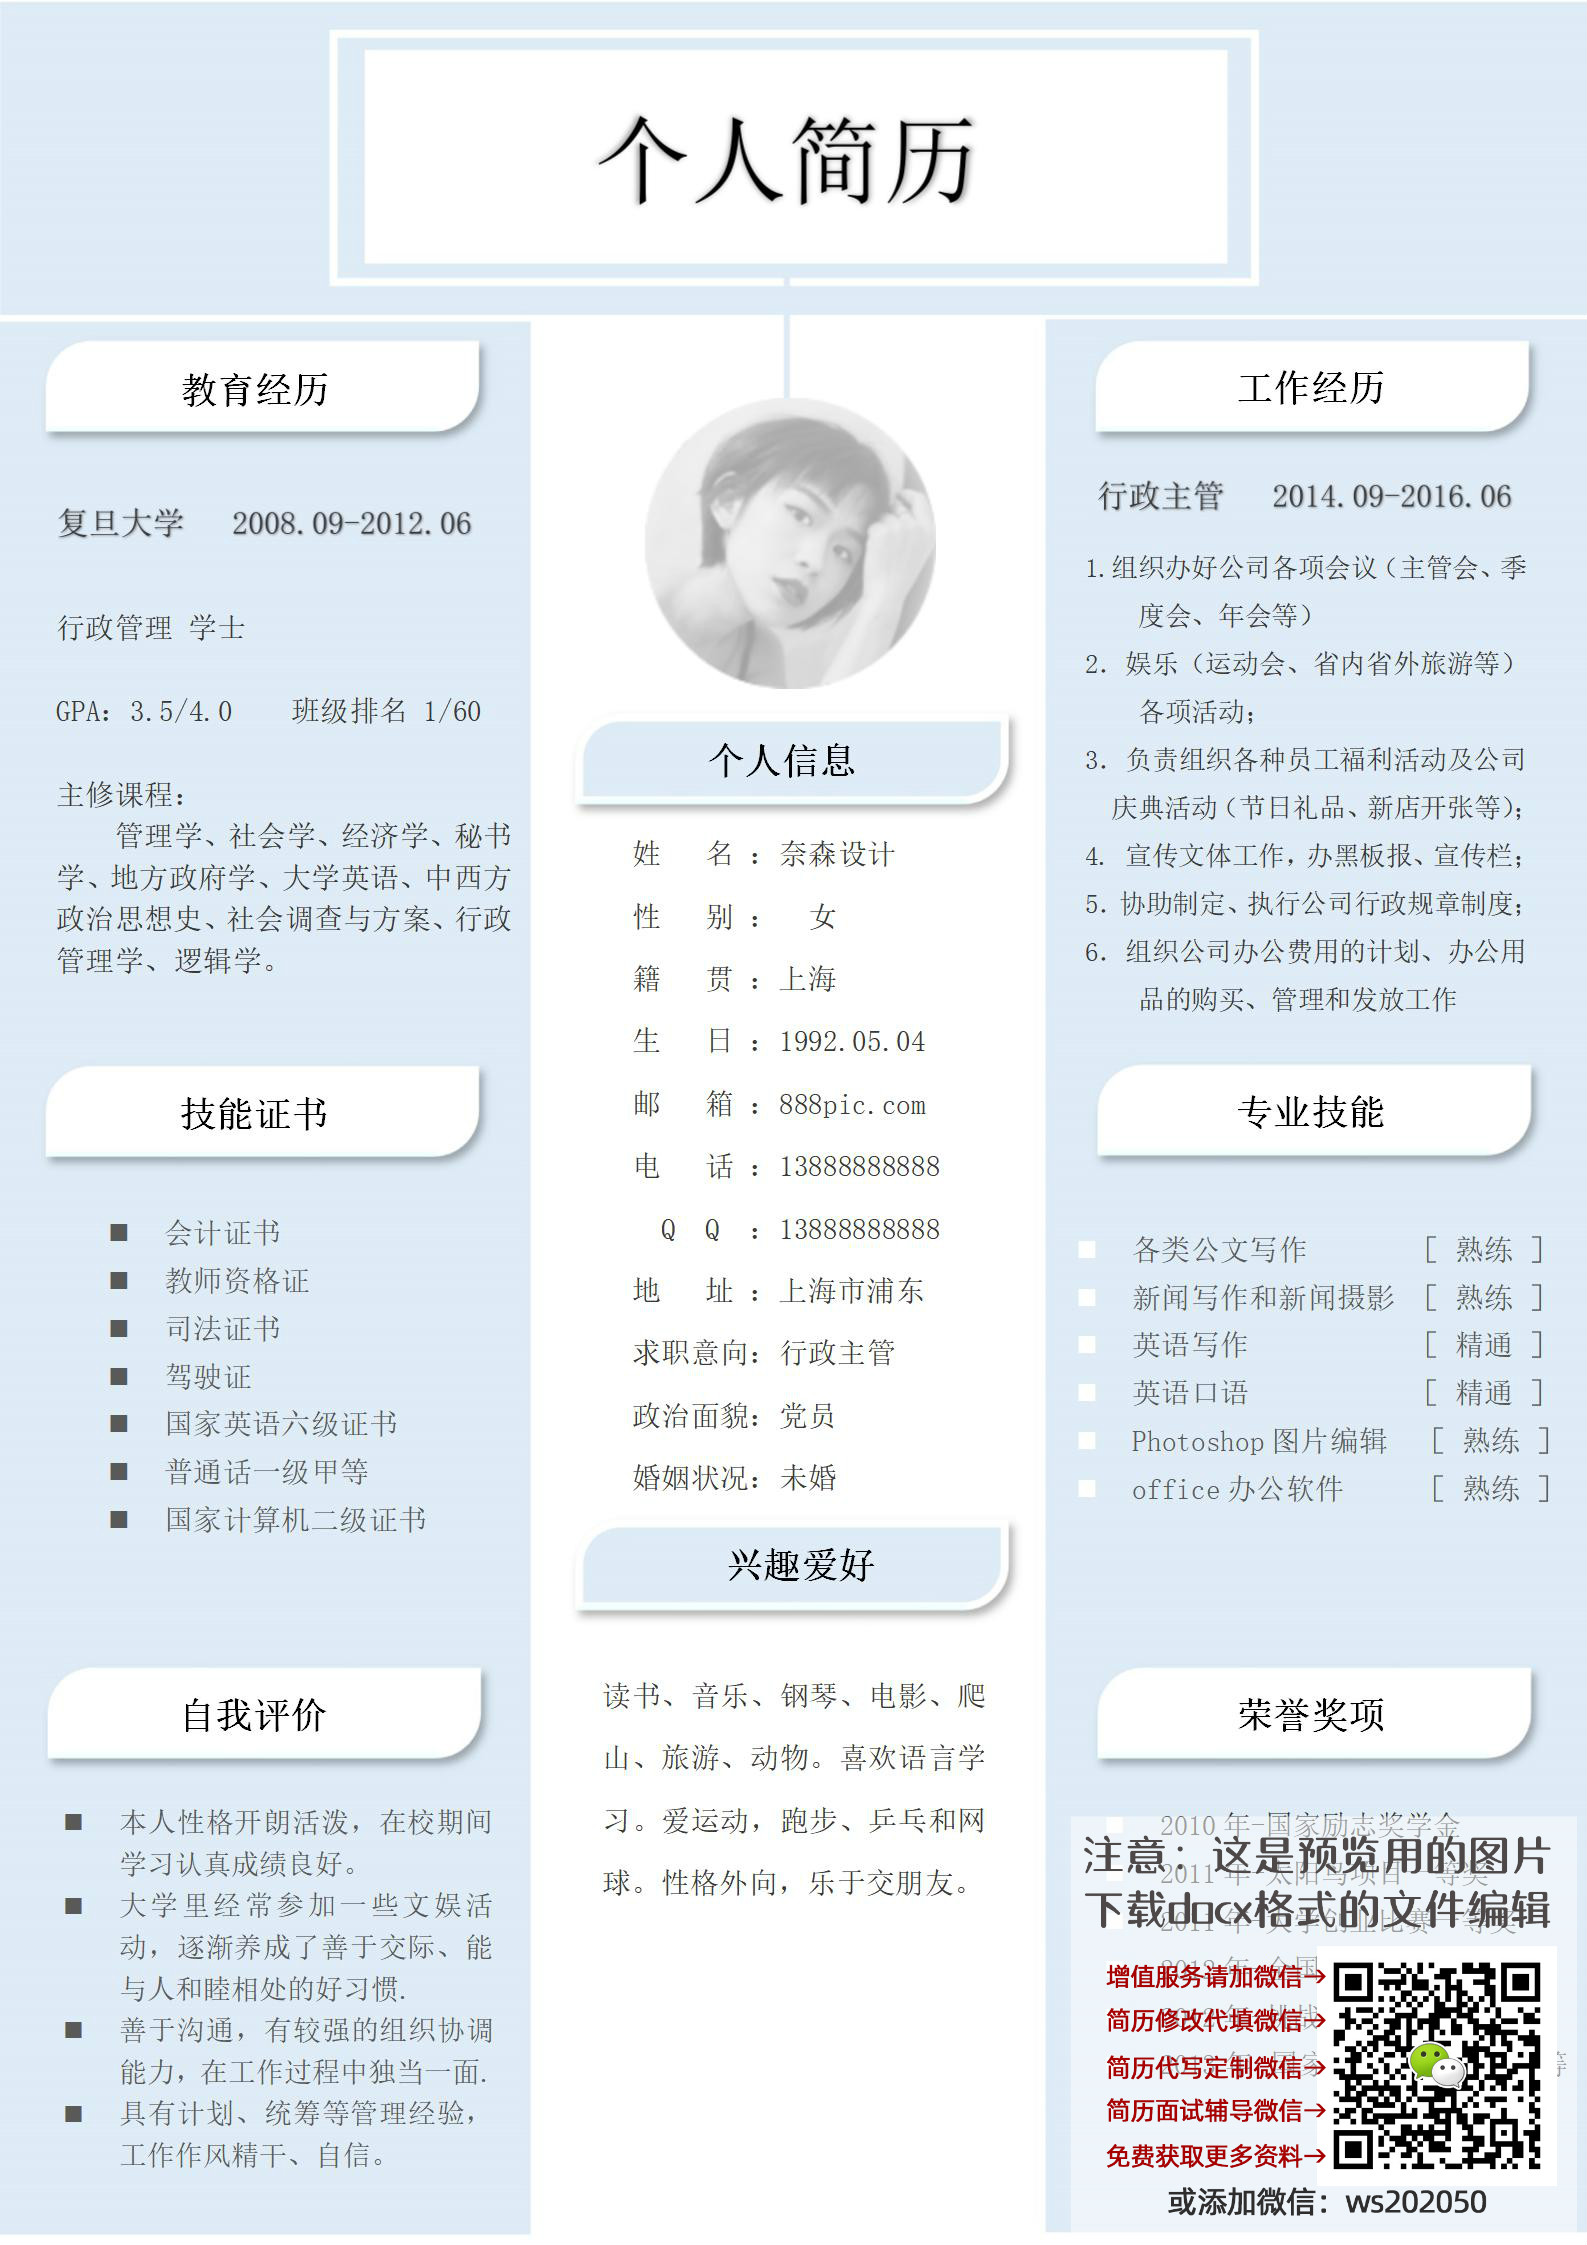 个人简历
教育经历
复旦大学 2008.09-2012.06
行政管理 学士
GPA：3.5/4.0 班级排名 1/60
主修课程：
管理学、社会学、经济学、秘书
学、地方政府学、大学英语、中西方
政治思想史、社会调查与方案、行政
管理学、逻辑学。
技能证书
■ 会计证书
■ 教师资格证
■ 司法证书
■ 驾驶证
■ 国家英语六级证书
■ 普通话一级甲等
■ 国家计算机二级证书
自我评价
■ 本人性格开朗活泼，在校期间
学习认真成绩良好。
■ 大学里经常参加一些文娱活
动，逐渐养成了善于交际、能
与人和睦相处的好习惯.
■ 善于沟通，有较强的组织协调
能力，在工作过程中独当一面.
■ 具有计划、统筹等管理经验，
工作作风精干、自信。
个人信息
姓 名：奈森设计
性 别： 女
籍 贯：上海
生 日：1992.05.04
邮 箱：888pic.com
电 话：13888888888
Q Q ：13888888888
地 址：上海市浦东
求职意向：行政主管
政治面貌：党员
婚姻状况：未婚
兴趣爱好
读书、音乐、钢琴、电影、爬
山、旅游、动物。喜欢语言学
习。爱运动，跑步、乒乓和网
球。性格外向，乐于交朋友。
工作经历
行政主管 2014.09-2016.06
1.组织办好公司各项会议（主管会、季
度会、年会等）
2. 娱乐（运动会、省内省外旅游等）
各项活动；
3. 负责组织各种员工福利活动及公司
庆典活动（节日礼品、新店开张等）；
4. 宣传文体工作，办黑板报、宣传栏；
5. 协助制定、执行公司行政规章制度；
6. 组织公司办公费用的计划、办公用
品的购买、管理和发放工作
专业技能
各类公文写作 [ 熟练 ]
新闻写作和新闻摄影 [ 熟练 ]
英语写作 [ 精通 ]
英语口语 [ 精通 ]
Photoshop 图片编辑 [ 熟练 ]
office 办公软件 [ 熟练 ]
荣誉奖项
2010 年-国家励志奖学金
注意：这是预览用的图片
2011 年-太阳鸟项目一等奖
下载docx格式的文件编辑
2011 年-大学创业比赛一等奖
增值服务请加微信→
简历修改代填微信→
简历代写定制微信→
简历面试辅导微信→
免费获取更多资料→
或添加微信：ws202050